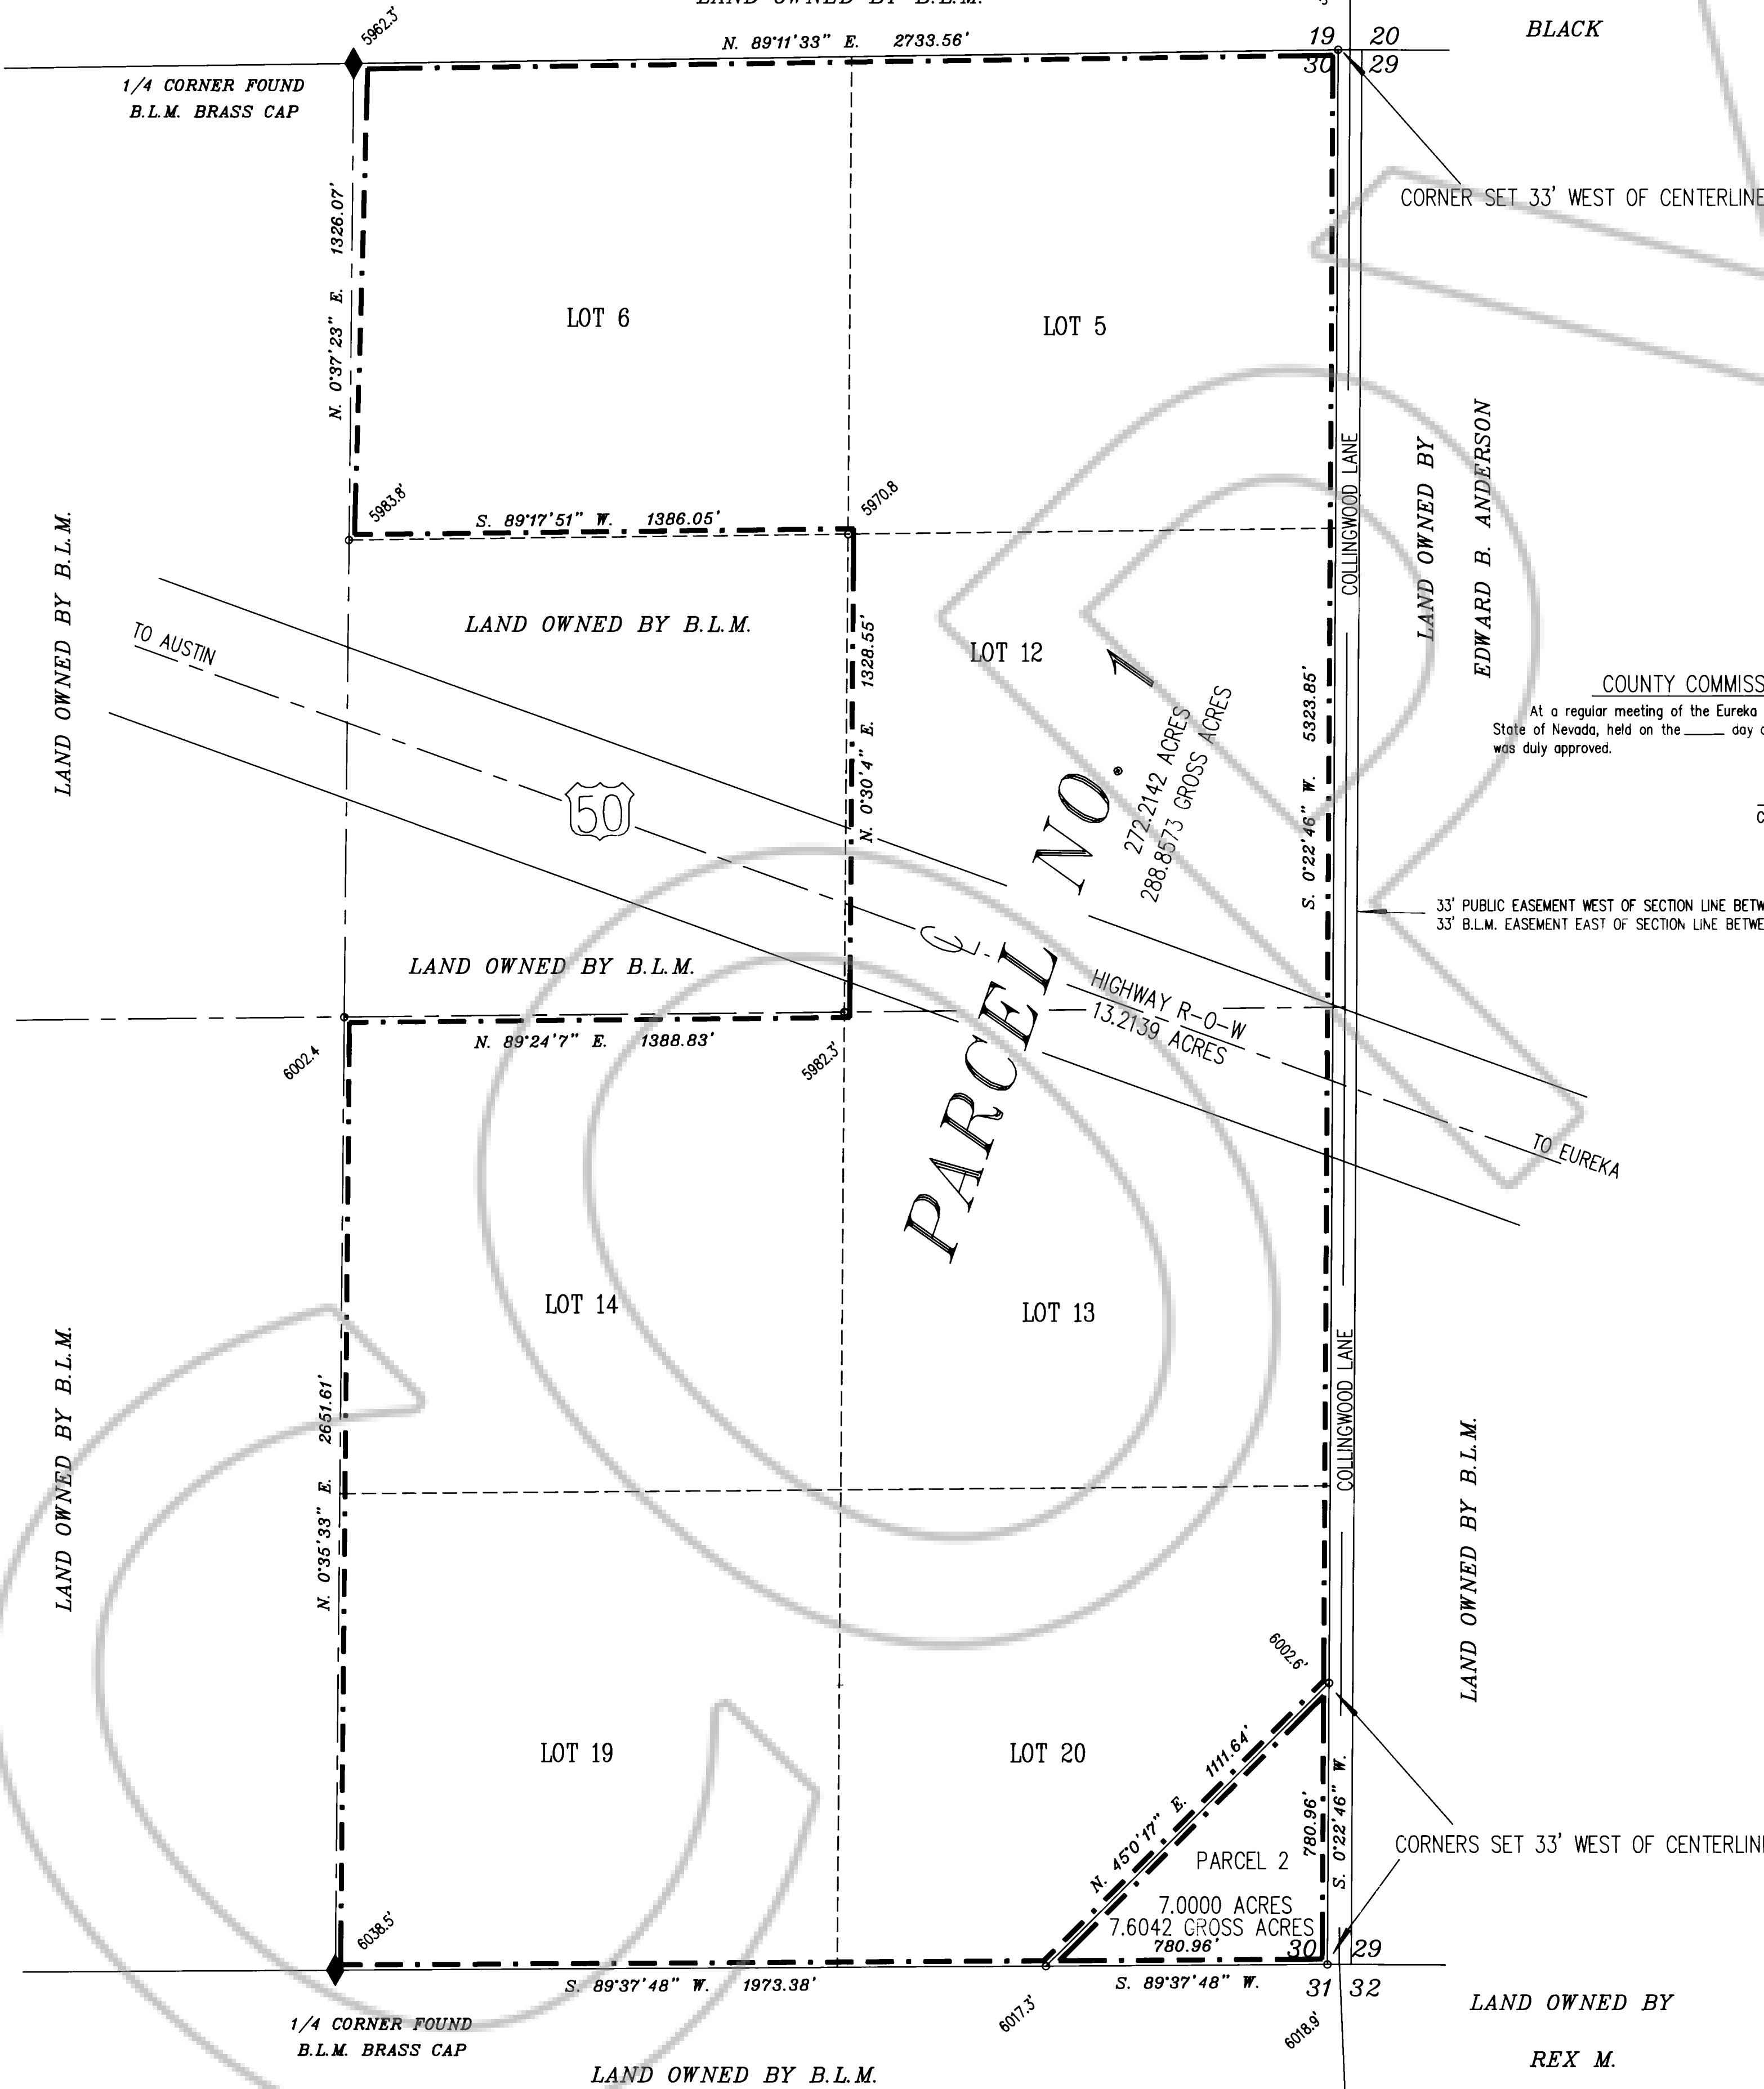 LAND OWNED BY B.L.M.
5962.3'
N. 89°11'33" E. 2733.56'
19 20
30 29
BLACK
1/4 CORNER FOUND
B.L.M. BRASS CAP
CORNER SET 33' WEST OF CENTERLINE
N. 0°37'23" E. 1326.07'
LOT 6
LOT 5
COLLINGWOOD LANE
LAND OWNED BY
EDWARD B. ANDERSON
5983.8'
S. 89°17'51" W. 1386.05'
5970.8
LAND OWNED BY B.L.M.
LAND OWNED BY B.L.M.
TO AUSTIN
N. 0°30'4" E. 1328.55'
LOT 12
S. 0°22'46" W. 5323.85'
COUNTY COMMISS
At a regular meeting of the Eureka
State of Nevada, held on the ____ day
was duly approved.
C
50
PARCEL NO. 1
272.2142 ACRES
288.8573 GROSS ACRES
33' PUBLIC EASEMENT WEST OF SECTION LINE BETW
33' B.L.M. EASEMENT EAST OF SECTION LINE BETWE
CL
LAND OWNED BY B.L.M.
HIGHWAY R-O-W
13.2139 ACRES
6002.4
N. 89°24'7" E. 1388.83'
5982.3'
TO EUREKA
LOT 14
LOT 13
LAND OWNED BY B.L.M.
N. 0°35'33" E. 2651.61'
COLLINGWOOD LANE
LAND OWNED BY B.L.M.
6002.6'
LOT 19
LOT 20
N. 45°0'17" E. 1111.64'
780.96'
S. 0°22'46" W.
CORNERS SET 33' WEST OF CENTERLIN
PARCEL 2
7.0000 ACRES
7.6042 GROSS ACRES
780.96'
6038.5'
30 29
S. 89°37'48" W. 1973.38'
S. 89°37'48" W.
31 32
6017.3'
6018.9'
1/4 CORNER FOUND
B.L.M. BRASS CAP
LAND OWNED BY
REX M.
LAND OWNED BY B.L.M.